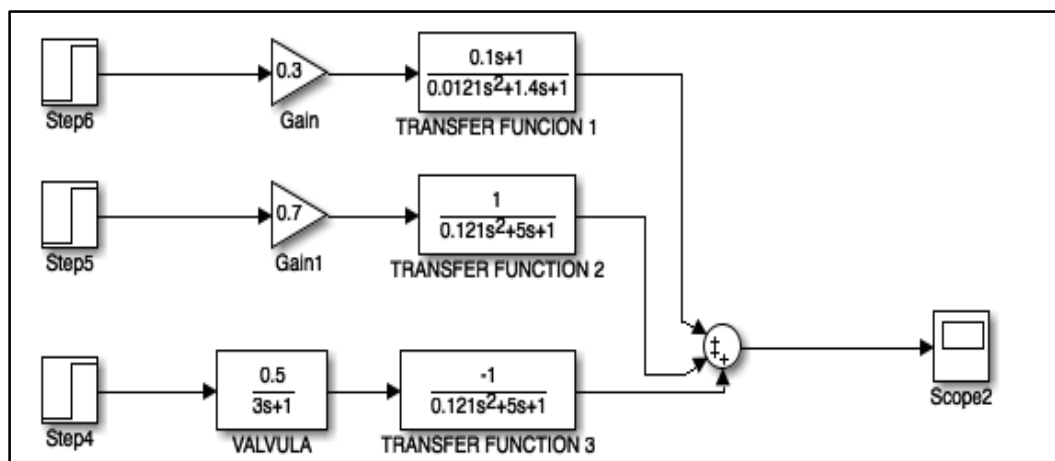 0.3
0.1s+1
0.0121s²+1.4s+1
Step6
Gain
TRANSFER FUNCION 1
0.7
1
0.121s²+5s+1
Step5
Gain1
TRANSFER FUNCTION 2
0.5
3s+1
-1
0.121s²+5s+1
+
+
+
Step4
VALVULA
TRANSFER FUNCTION 3
Scope2